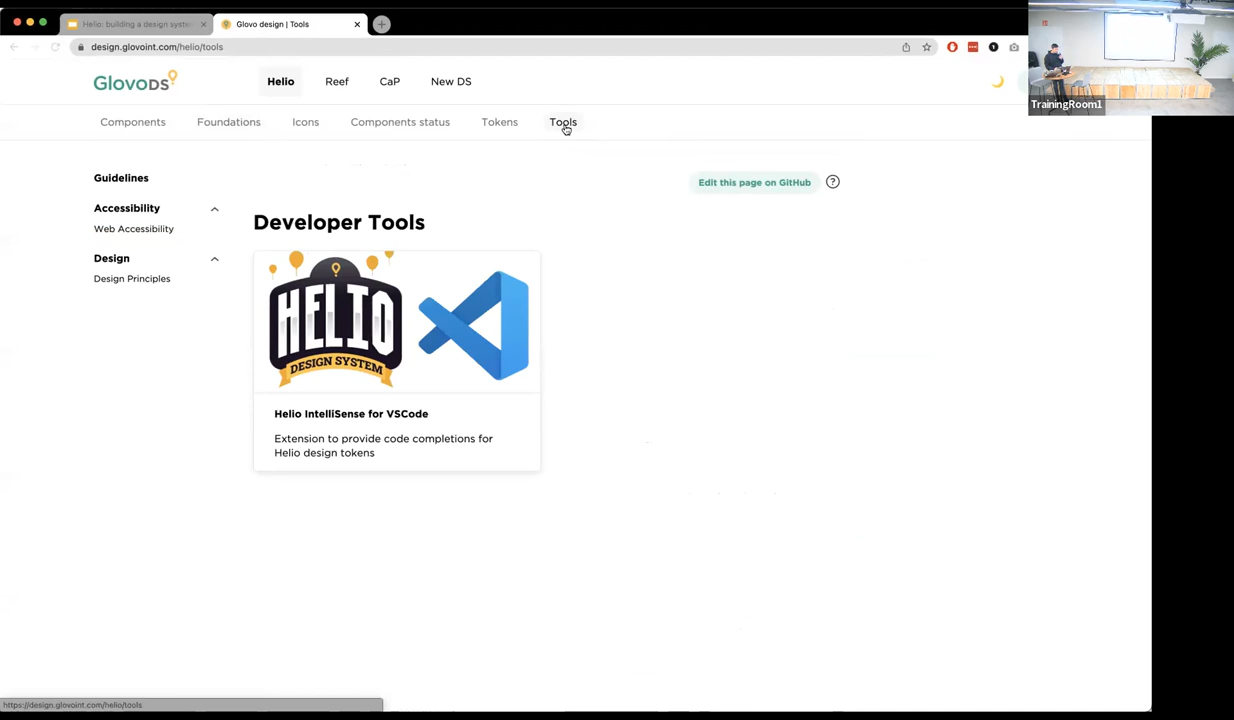 Helio: building a design system
Glovo design | Tools
design.glovoint.com/helio/tools
TrainingRoom1
GLOVODS
Helio
Reef
CaP
New DS
Components
Foundations
Icons
Components status
Tokens
Tools
Guidelines
Accessibility
Web Accessibility
Design
Design Principles
Edit this page on GitHub
?
Developer Tools
HELIO
DESIGN SYSTEM
Helio IntelliSense for VSCode
Extension to provide code completions for
Helio design tokens
https://design.glovoint.com/helio/tools